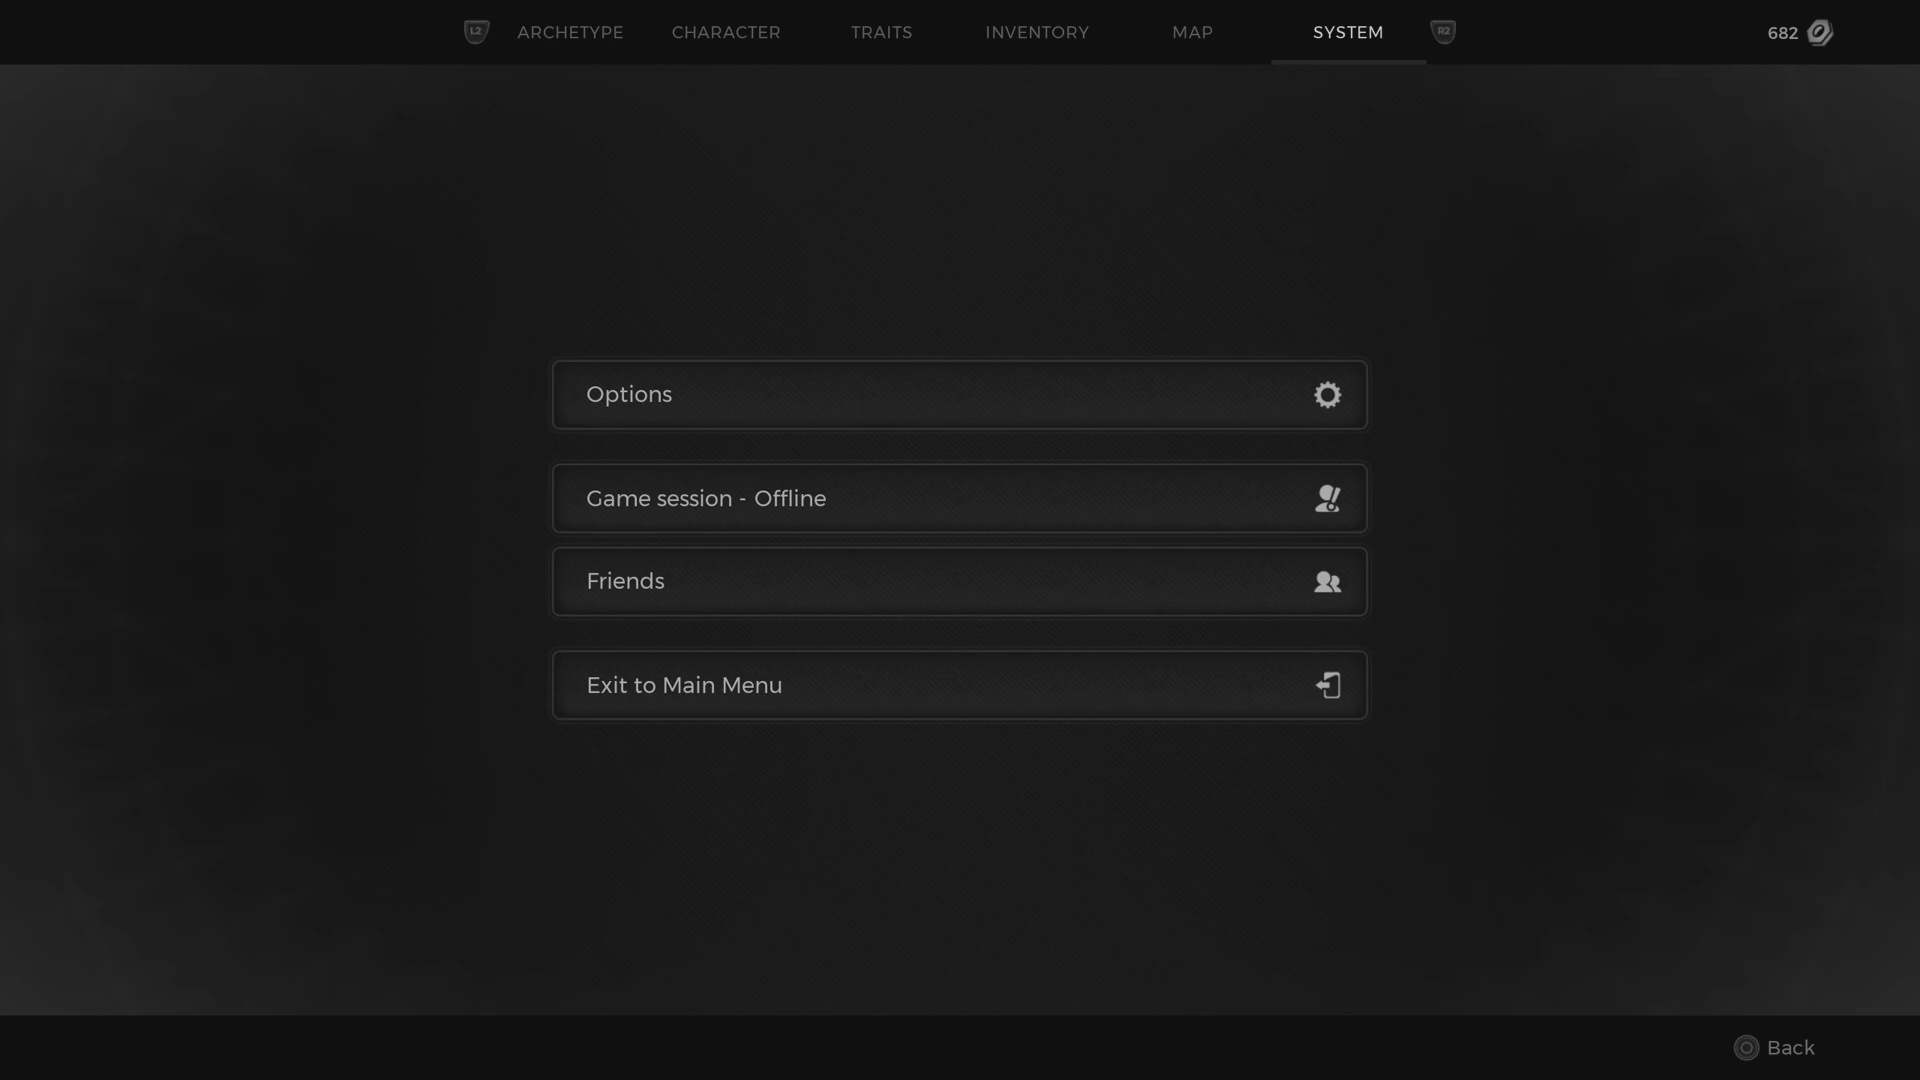 L2 ARCHETYPE CHARACTER TRAITS INVENTORY MAP SYSTEM R2 682
Options
Game session - Offline
Friends
Exit to Main Menu
Back